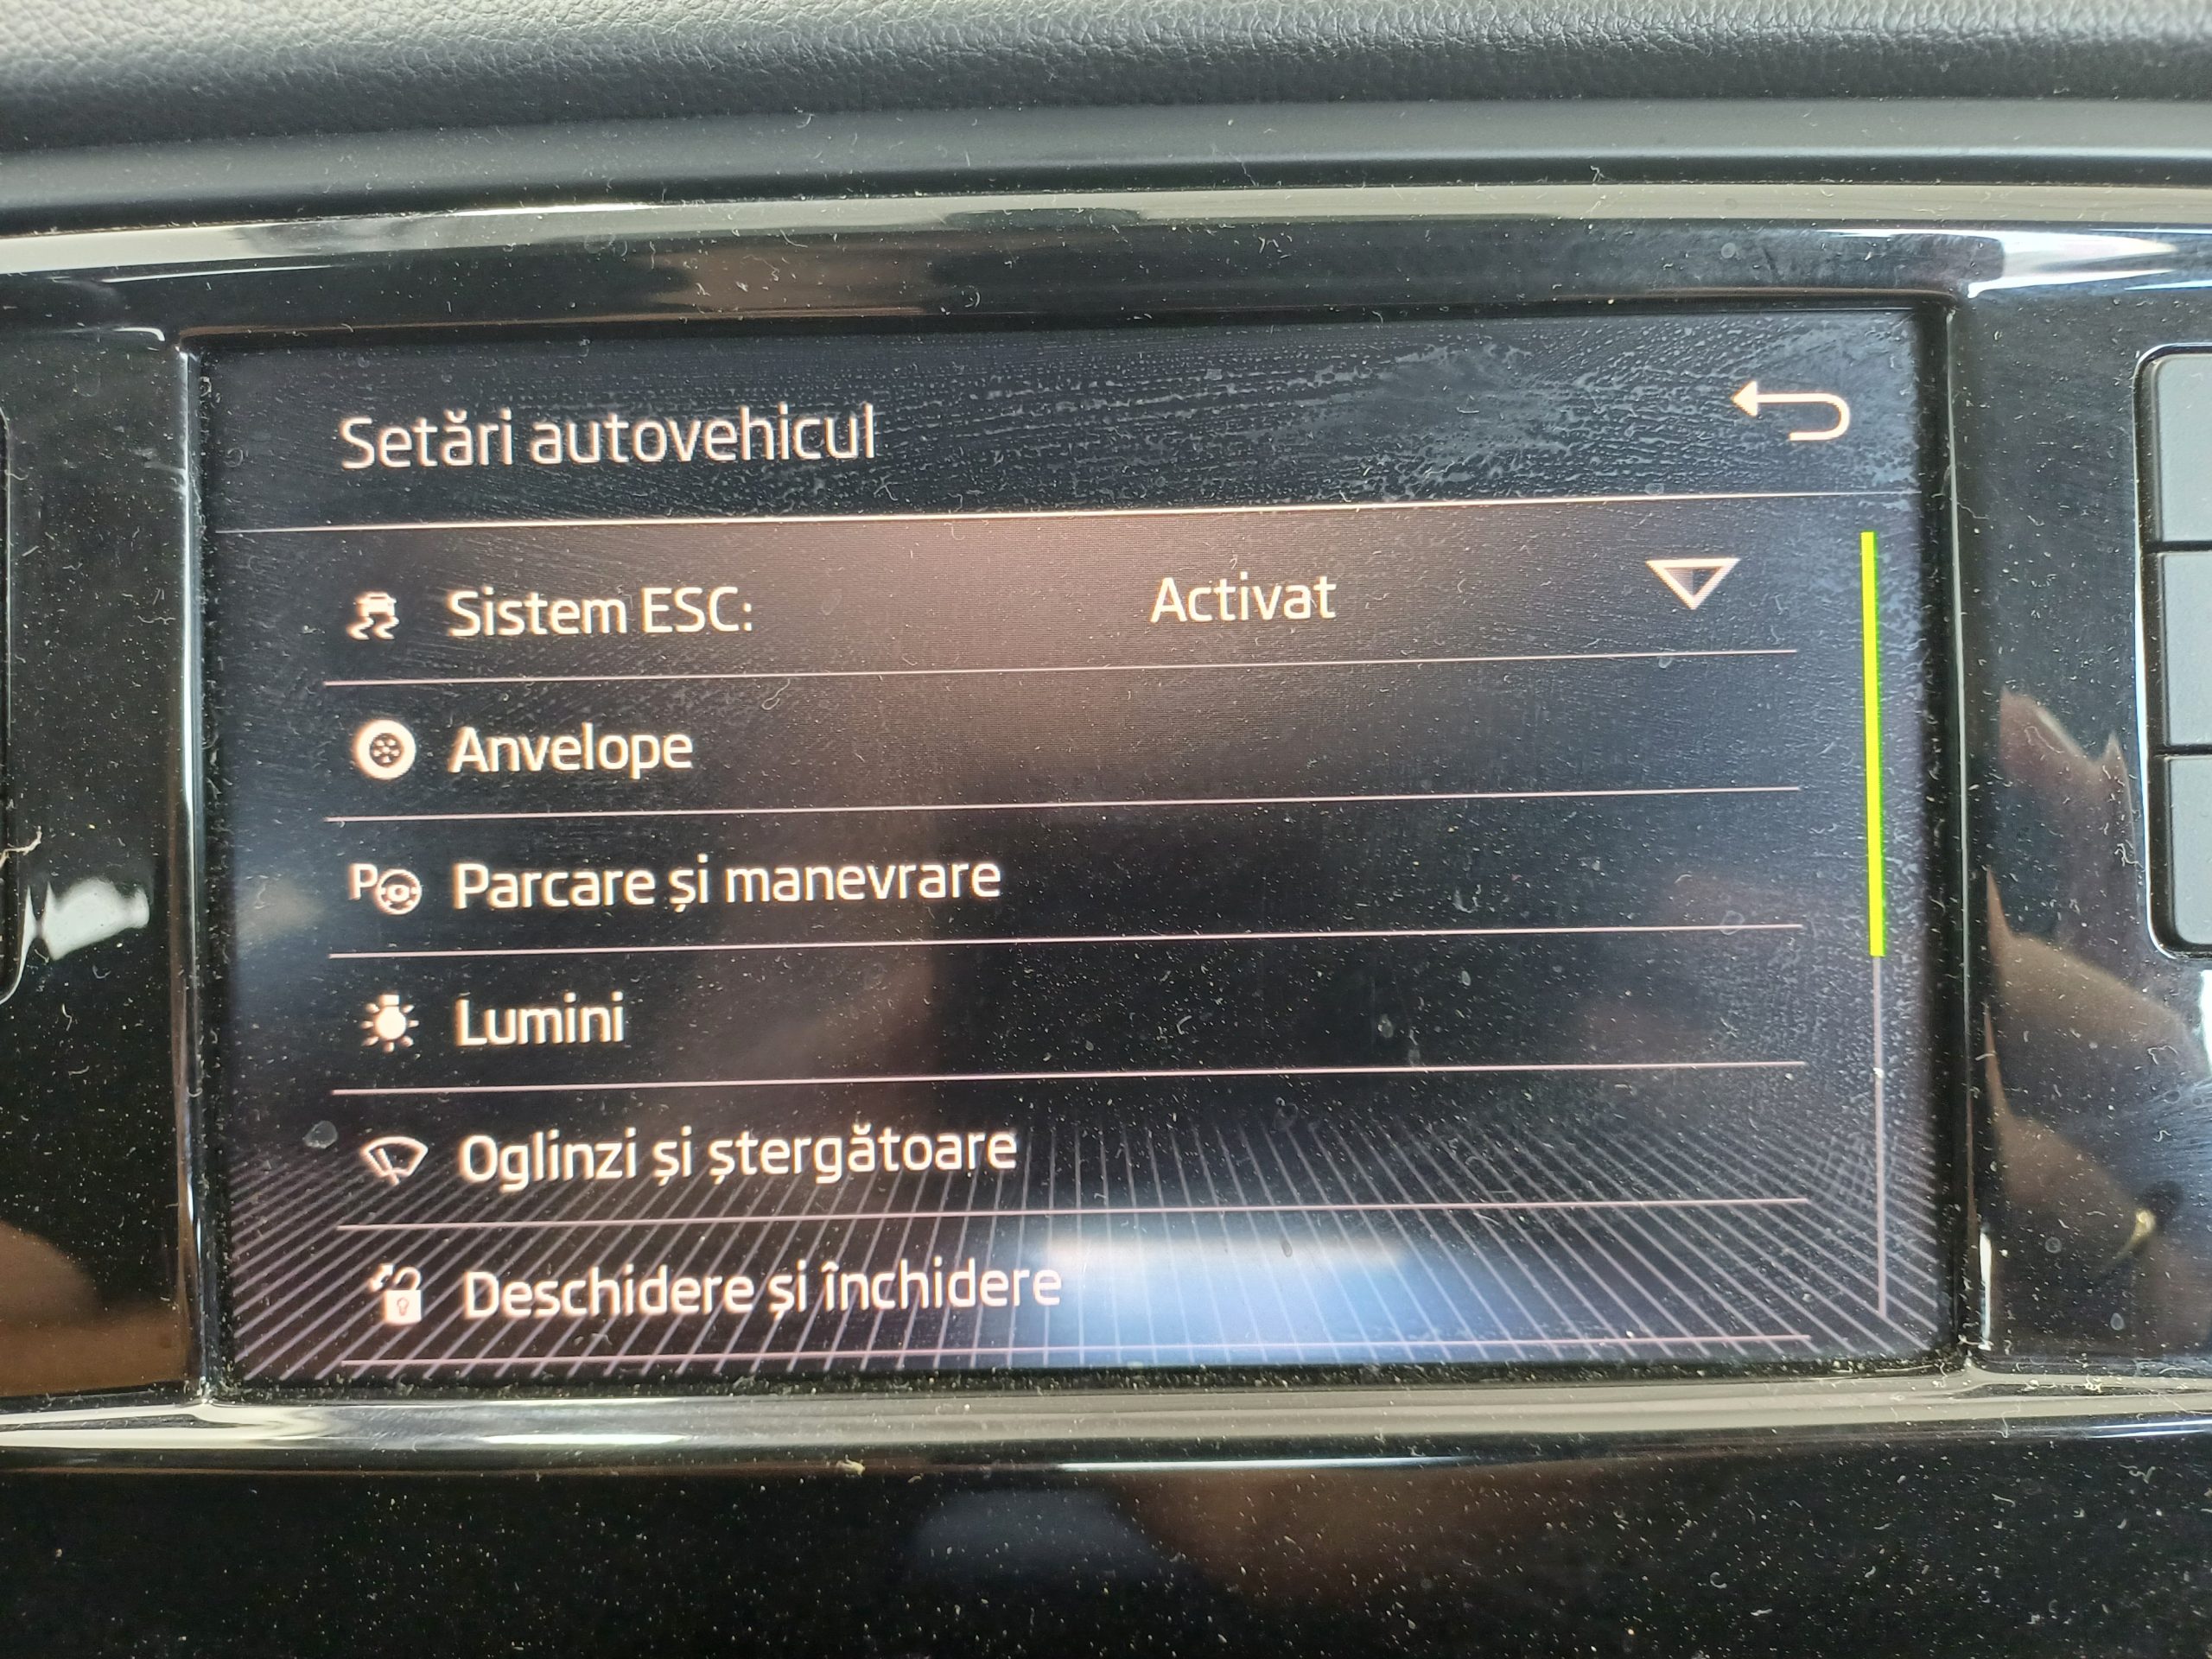 Setări autovehicul
Sistem ESC: Activat
Anvelope
P Parcare și manevrare
Lumini
Oglinzi și ștergătoare
Deschidere și închidere